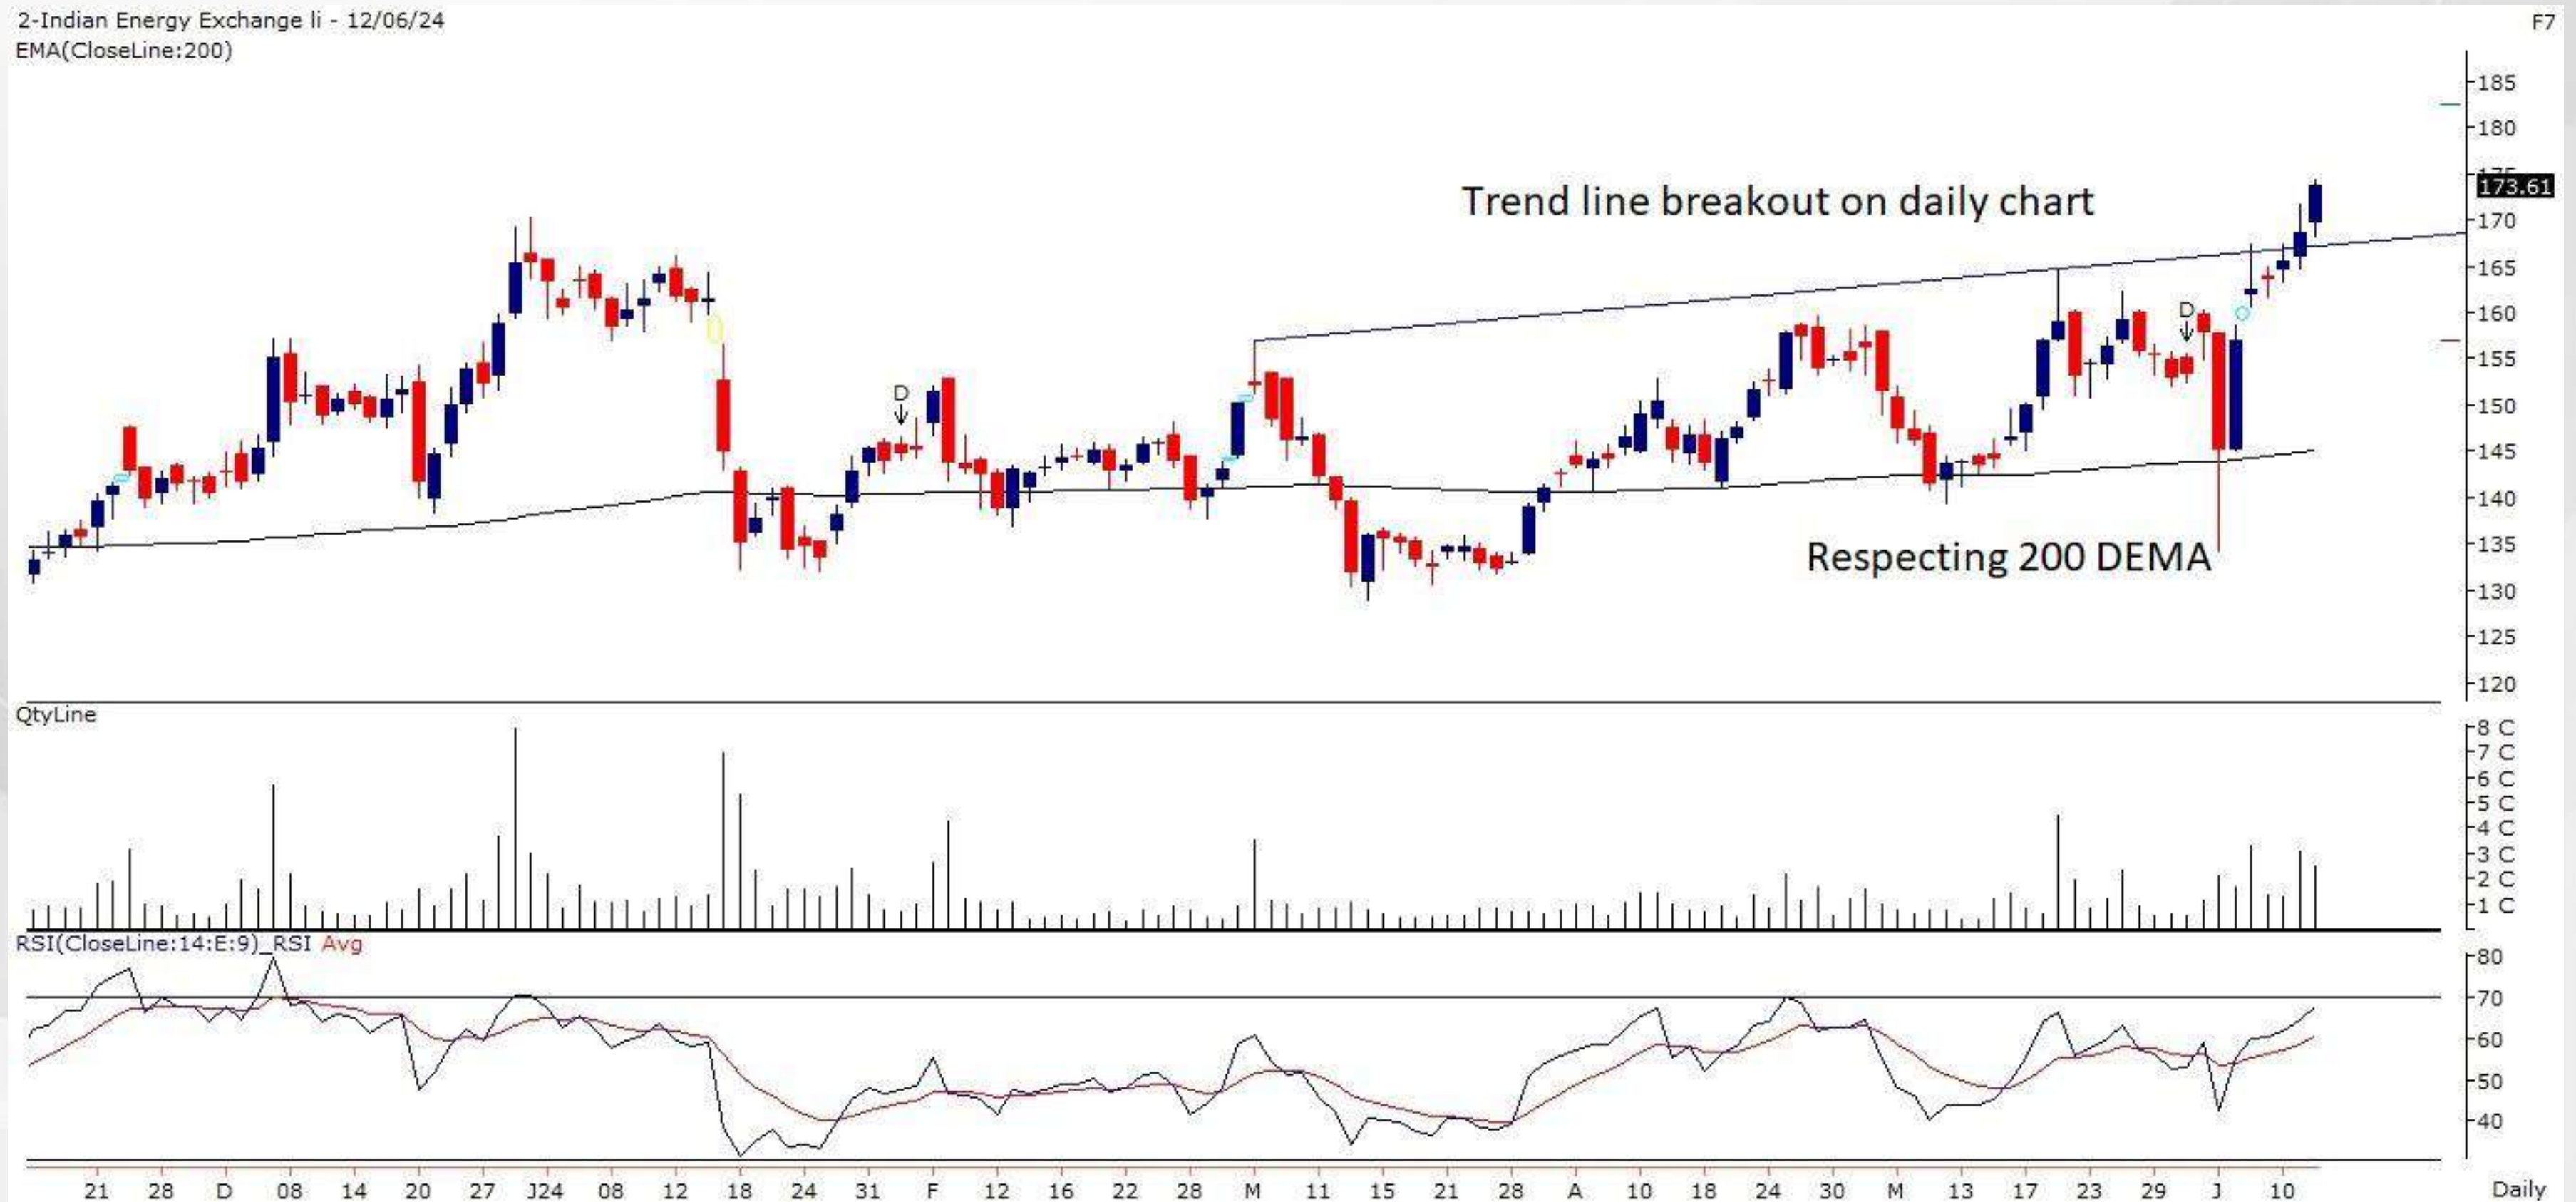 2-Indian Energy Exchange li - 12/06/24
F7
EMA(CloseLine:200)
185
180
175
173.61
Trend line breakout on daily chart
170
165
160
155
150
145
140
135
130
125
120
D
D
Respecting 200 DEMA
QtyLine
8 C
7 C
6 C
5 C
4 C
3 C
2 C
1 C
RSI(CloseLine:14:E:9)_RSI Avg
80
70
60
50
40
21 28 D 08 14 20 27 J24 08 12 18 24 31 F 12 16 22 28 M 11 15 21 28 A 10 18 24 30 M 13 17 23 29 J 10 Daily